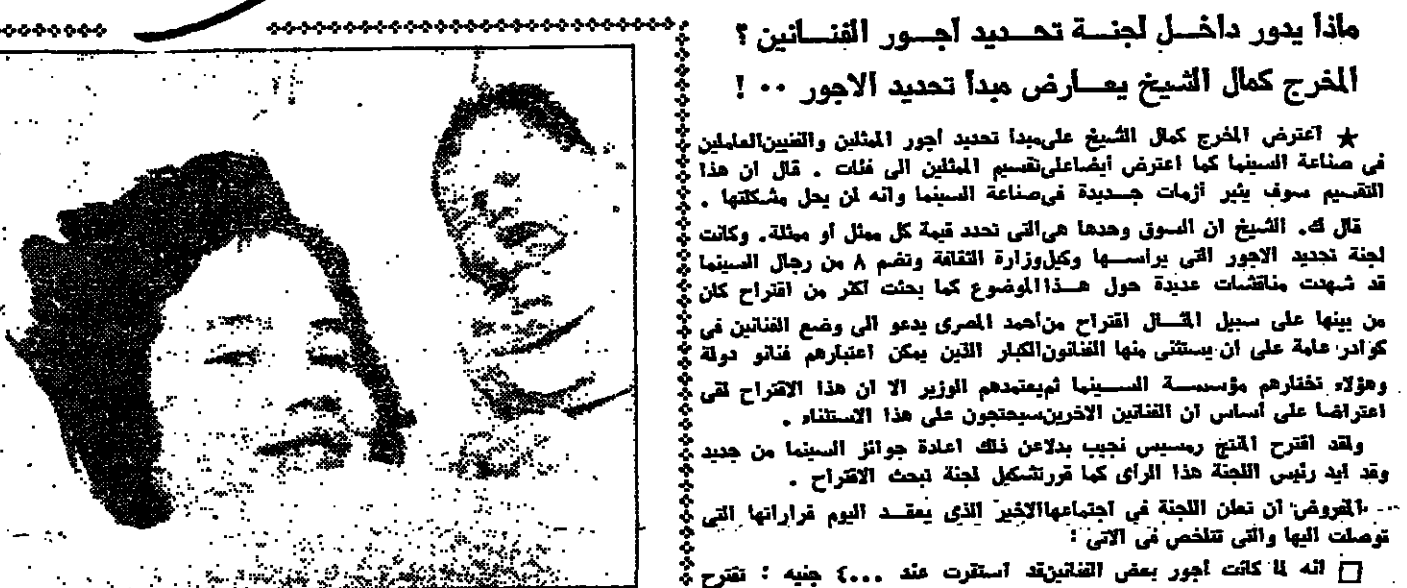 ماذا يدور داخل لجنة تحديد اجور الفنانين ؟
المخرج كمال الشيخ يعارض مبدأ تحديد الاجور .. !
★ اعترض المخرج كمال الشيخ على مبدا تحديد اجور الممثلين والفنيين العاملين
فى صناعة السينما كما اعترض ايضا على تقسيم الممثلين الى فئات . قال ان هذا
التقسيم سوف يثير أزمات جديدة فى صناعة السينما وانه لن يحل مشكلتها .
قال ك. الشيخ ان السوق وحدها هى التى تحدد قيمة كل ممثل أو ممثلة. وكانت
لجنة تحديد الاجور التى يراسها وكيل وزارة الثقافة وتضم ٨ من رجال السينما
قد شهدت مناقشات عديدة حول هذا الموضوع كما بحثت اكثر من اقتراح كان
من بينها على سبيل المثال اقتراح من أحمد المصرى يدعو الى وضع الفنانين فى
كوادر عامة على ان يستثنى منها الفنانون الكبار الذين يمكن اعتبارهم فنانو دولة
وهؤلاء تختارهم مؤسسة السينما ثم يعتمدهم الوزير الا ان هذا الاقتراح لقى
اعتراضا على أساس ان الفنانين الاخرين سيحتجون على هذا الاستثناء .
ولقد اقترح المنتج رمسيس نجيب بدلا عن ذلك اعادة جوائز السينما من جديد
وقد ايد رئيس اللجنة هذا الراى كما قرر تشكيل لجنة تبحث الاقتراح .
المفروض ان تعلن اللجنة فى اجتماعها الاخير الذى يعقد اليوم قراراتها التى
توصلت اليها والتى تتلخص فى الاتى :
□ انه لما كانت أجور بعض الفنانين قد استقرت عند ٤٠٠٠ جنيه : تقترح